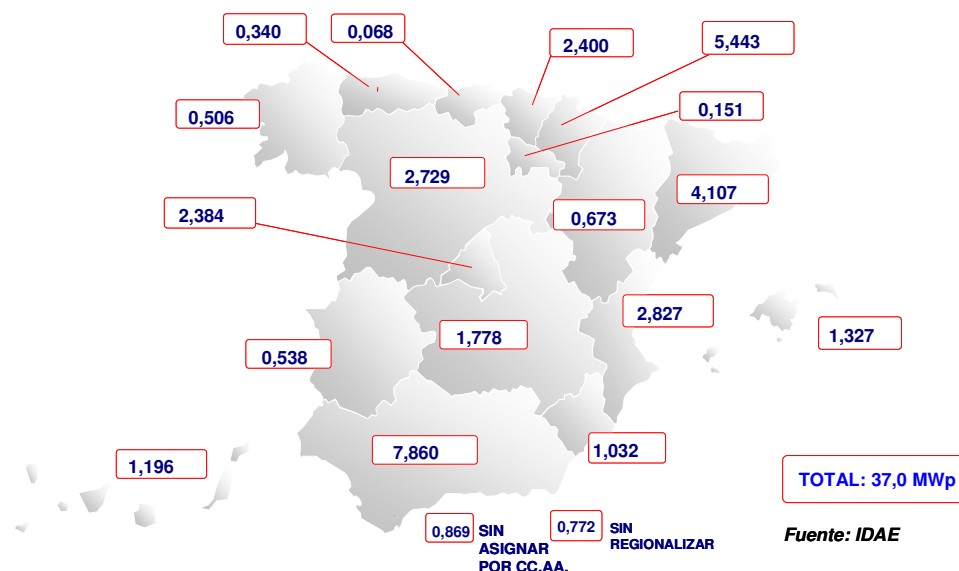 0,340
0,068
2,400
5,443
0,506
0,151
2,729
4,107
2,384
0,673
2,827
1,778
1,327
0,538
7,860
1,032
1,196
TOTAL: 37,0 MWp
0,869 SIN
ASIGNAR
POR CC.AA.
0,772 SIN
REGIONALIZAR
Fuente: IDAE